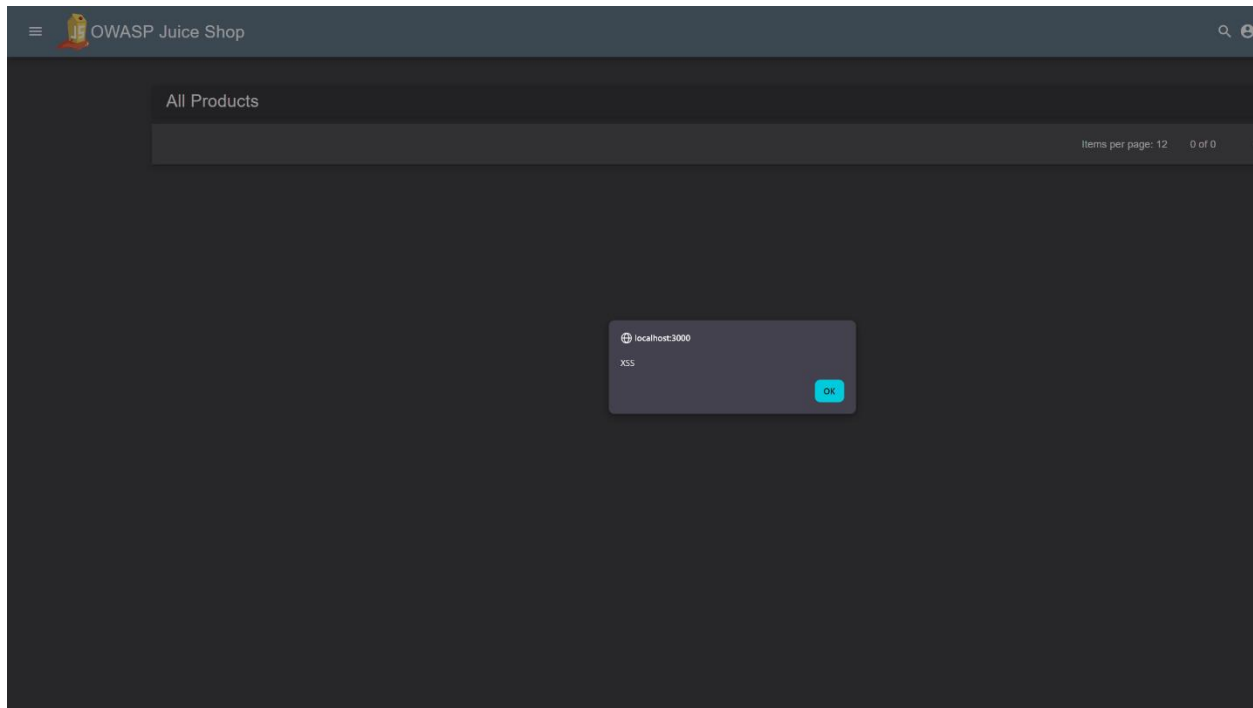 OWASP Juice Shop
All Products
Items per page: 12 0 of 0
localhost:3000
XSS
OK